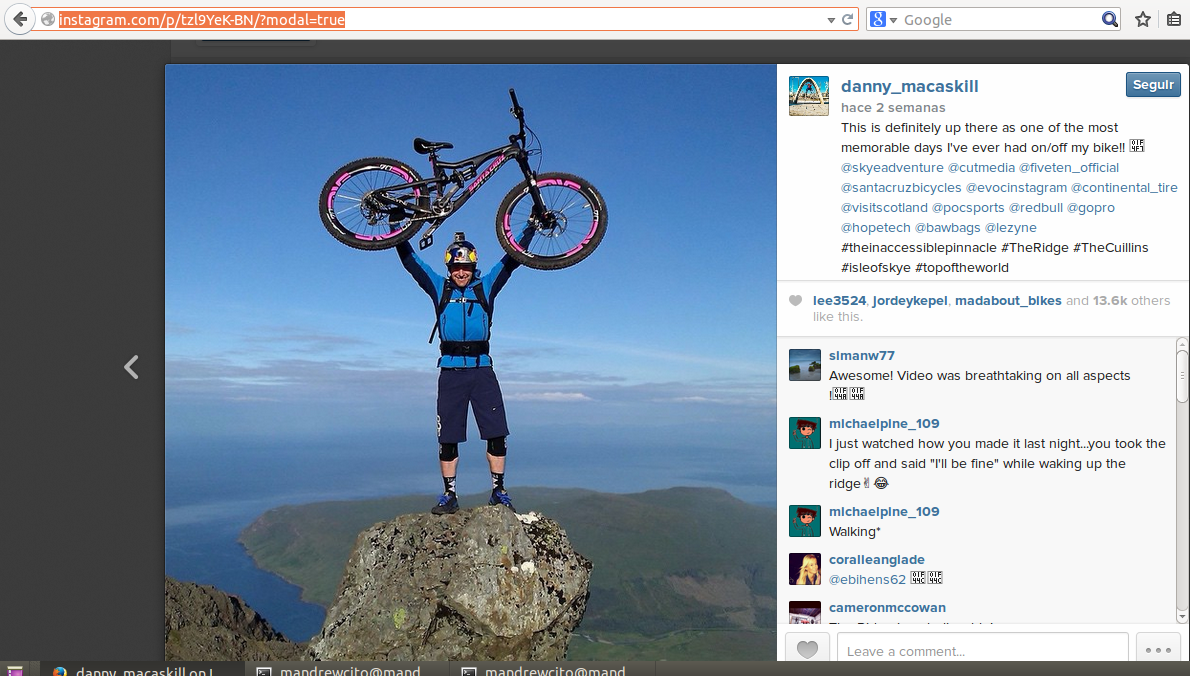 instagram.com/p/tzl9YeK-BN/?modal=true
Google
SANTACRUZ
danny_macaskill
Seguir
hace 2 semanas
This is definitely up there as one of the most
memorable days I've ever had on/off my bike!!
@skyeadventure @cutmedia @fiveten_official
@santacruzbicycles @evocinstagram @continental_tire
@visitscotland @pocsports @redbull @gopro
@hopetech @bawbags @lezyne
#theinaccessiblepinnacle #TheRidge #TheCuillins
#isleofskye #topoftheworld
lee3524, jordeykepel, madabout_bikes and 13.6k others
like this.
simanw77
Awesome! Video was breathtaking on all aspects
!
michaelpine_109
I just watched how you made it last night...you took the
clip off and said "I'll be fine" while waking up the
ridge✌😂
michaelpine_109
Walking*
coralieanglade
@ebihens62
cameronmccowan
Leave a comment...
danny_macaskill on I
mandrewcito@mand
mandrewcito@mand